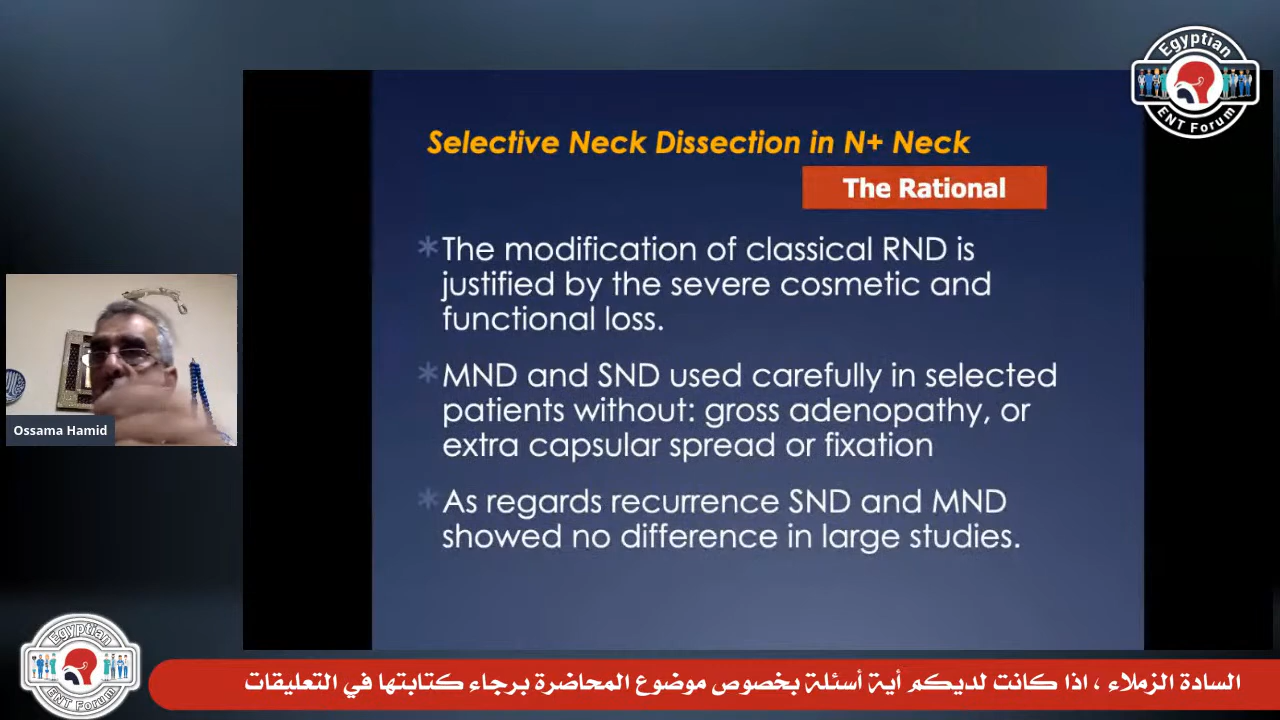 Egyptian
ENT Forum
Selective Neck Dissection in N+ Neck
The Rational
*The modification of classical RND is
justified by the severe cosmetic and
functional loss.
*MND and SND used carefully in selected
patients without: gross adenopathy, or
extra capsular spread or fixation
*As regards recurrence SND and MND
showed no difference in large studies.
Ossama Hamid
Egyptian
ENT Forum
السادة الزملاء ، اذا كانت لديكم أية أسئلة بخصوص موضوع المحاضرة برجاء كتابتها في التعليقات